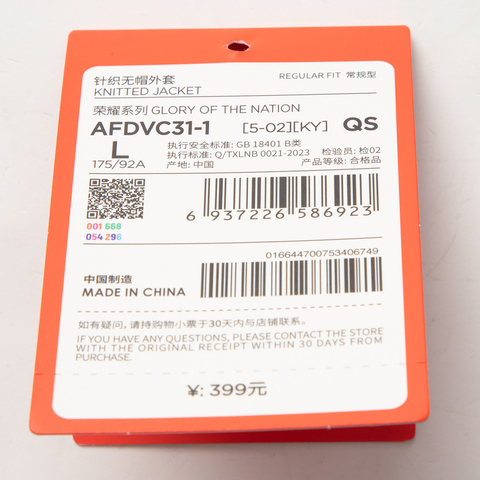 针织无帽外套
KNITTED JACKET
REGULAR FIT 常规型
荣耀系列 GLORY OF THE NATION
AFDVC31-1 [5-02][KY] QS
L
175/92A
执行安全标准: GB 18401 B类
执行标准: Q/TXLNB 0021-2023 检验员: 检02
产地: 中国 产品等级: 合格品
001 668
054 296
6 937226 586923
016644700753406749
中国制造
MADE IN CHINA
如有疑问, 请持购物小票于30天内与店铺联系。
IF YOU HAVE ANY QUESTIONS, PLEASE CONTACT THE STORE
WITH THE ORIGINAL RECEIPT WITHIN 30 DAYS FROM
PURCHASE.
¥: 399元